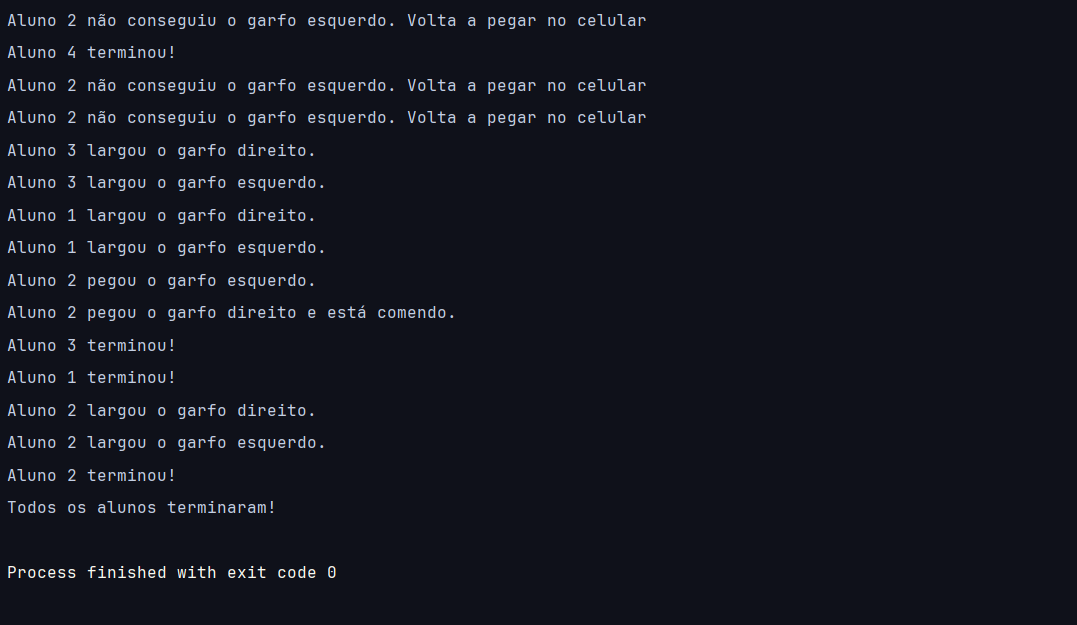 Aluno 2 não conseguiu o garfo esquerdo. Volta a pegar no celular
Aluno 4 terminou!
Aluno 2 não conseguiu o garfo esquerdo. Volta a pegar no celular
Aluno 2 não conseguiu o garfo esquerdo. Volta a pegar no celular
Aluno 3 largou o garfo direito.
Aluno 3 largou o garfo esquerdo.
Aluno 1 largou o garfo direito.
Aluno 1 largou o garfo esquerdo.
Aluno 2 pegou o garfo esquerdo.
Aluno 2 pegou o garfo direito e está comendo.
Aluno 3 terminou!
Aluno 1 terminou!
Aluno 2 largou o garfo direito.
Aluno 2 largou o garfo esquerdo.
Aluno 2 terminou!
Todos os alunos terminaram!
Process finished with exit code 0